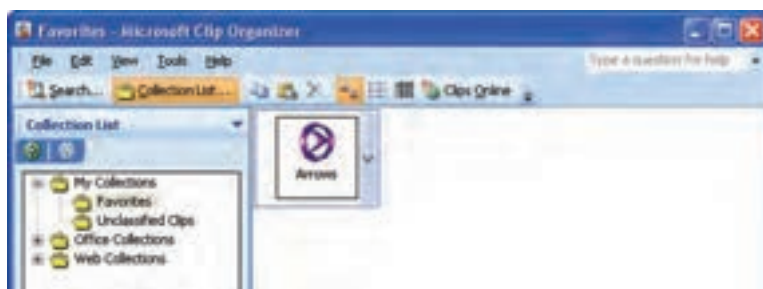 Favorites - Microsoft Clip Organizer
File Edit View Tools Help
Type a question for help
Search... Collection List... Clips Online
Collection List
Arrows
My Collections
Favorites
Unclassified Clips
Office Collections
Web Collections